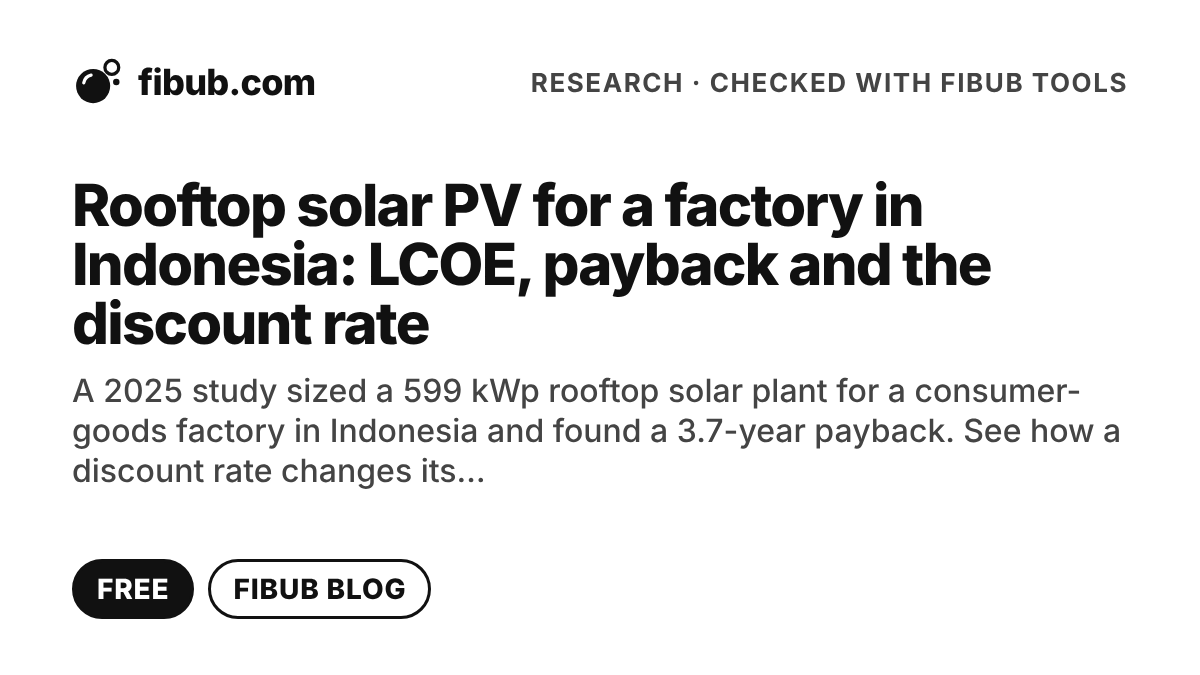 fibub.com
RESEARCH · CHECKED WITH FIBUB TOOLS
Rooftop solar PV for a factory in
Indonesia: LCOE, payback and the
discount rate
A 2025 study sized a 599 kWp rooftop solar plant for a consumer-
goods factory in Indonesia and found a 3.7-year payback. See how a
discount rate changes its...
FREE
FIBUB BLOG